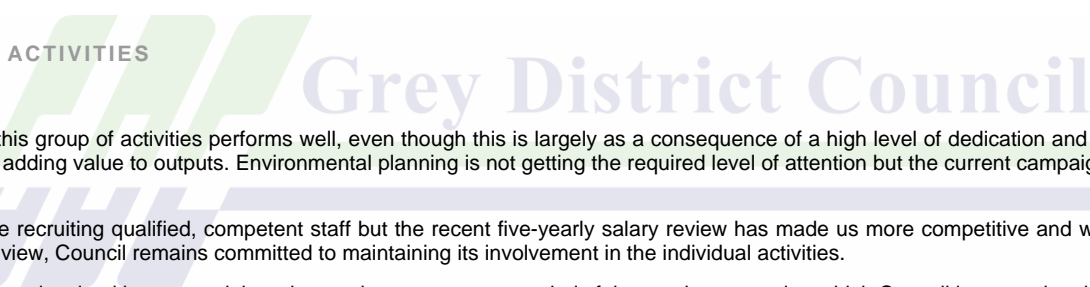 ACTIVITIES
Grey District Council
this group of activities performs well, even though this is largely as a consequence of a high level of dedication and
adding value to outputs. Environmental planning is not getting the required level of attention but the current
recruiting qualified, competent staff but the recent five-yearly salary review has made us more competitive and
view, Council remains committed to maintaining its involvement in the individual activities.